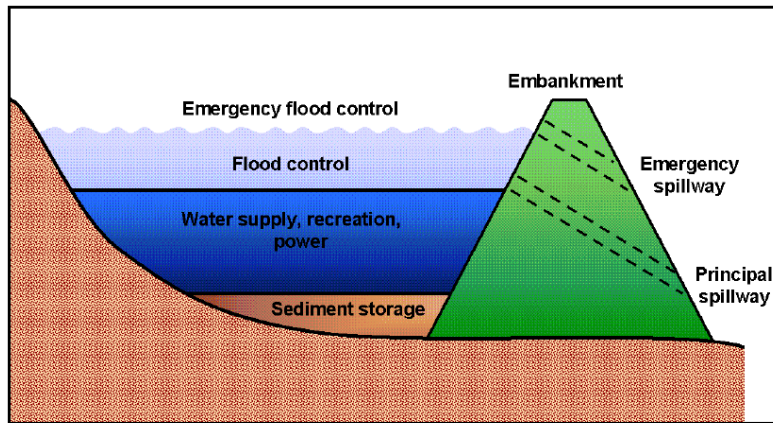 Embankment
Emergency flood control
Flood control
Emergency
spillway
Water supply, recreation,
power
Principal
spillway
Sediment storage